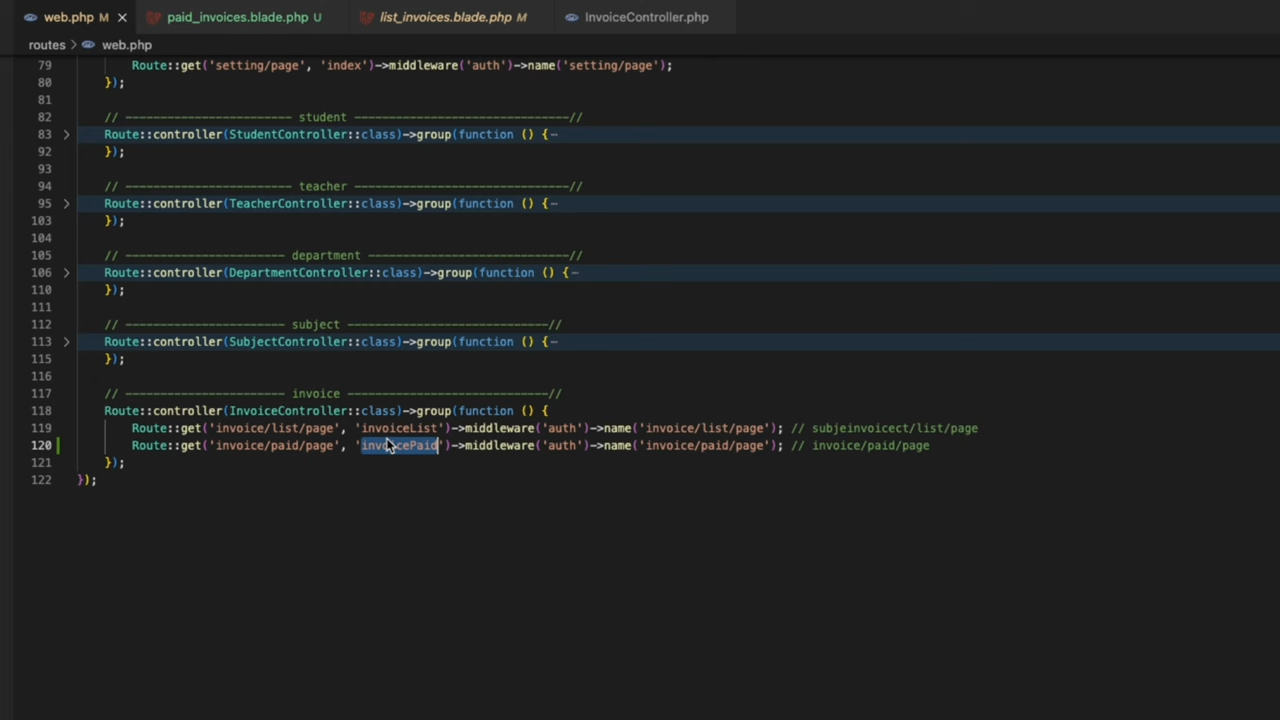 web.php M × paid_invoices.blade.php U list_invoices.blade.php M InvoiceController.php
routes > web.php
79 Route::get('setting/page', 'index')->middleware('auth')->name('setting/page');
80 });
81
82 // ----------------------- student -------------------------------//
83 > Route::controller(StudentController::class)->group(function () {⋯
92 });
93
94 // ----------------------- teacher -------------------------------//
95 > Route::controller(TeacherController::class)->group(function () {⋯
103 });
104
105 // ----------------------- department -----------------------------//
106 > Route::controller(DepartmentController::class)->group(function () {⋯
110 });
111
112 // ----------------------- subject -----------------------------//
113 > Route::controller(SubjectController::class)->group(function () {⋯
115 });
116
117 // ----------------------- invoice -----------------------------//
118 Route::controller(InvoiceController::class)->group(function () {
119 Route::get('invoice/list/page', 'invoiceList')->middleware('auth')->name('invoice/list/page'); // subjeinvoicect/list/page
120 Route::get('invoice/paid/page', 'invoicePaid')->middleware('auth')->name('invoice/paid/page'); // invoice/paid/page
121 });
122 });